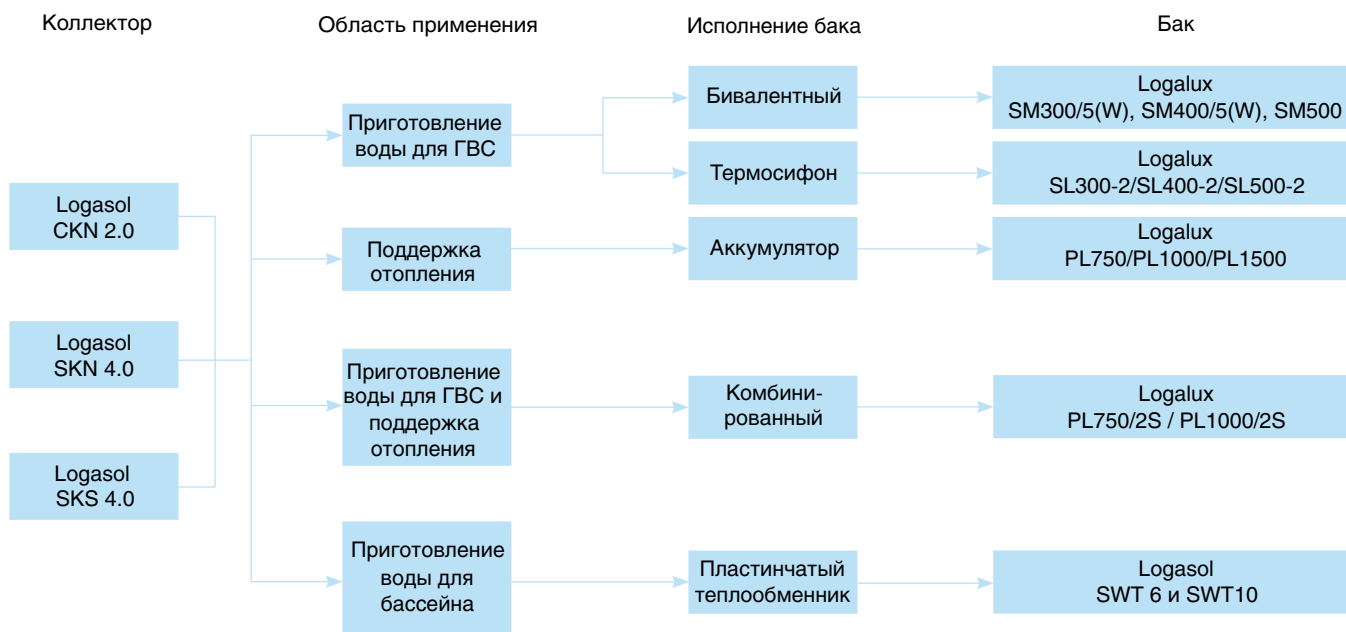 Коллектор
Область применения
Исполнение бака
Бак
Logasol
CKN 2.0
Logasol
SKN 4.0
Logasol
SKS 4.0
Приготовление
воды для ГВС
Поддержка
отопления
Приготовление
воды для ГВС и
поддержка
отопления
Приготовление
воды для
бассейна
Бивалентный
Термосифон
Аккумулятор
Комбини-
рованный
Пластинчатый
теплообменник
Logalux
SM300/5(W), SM400/5(W), SM500
Logalux
SL300-2/SL400-2/SL500-2
Logalux
PL750/PL1000/PL1500
Logalux
PL750/2S / PL1000/2S
Logasol
SWT 6 и SWT10